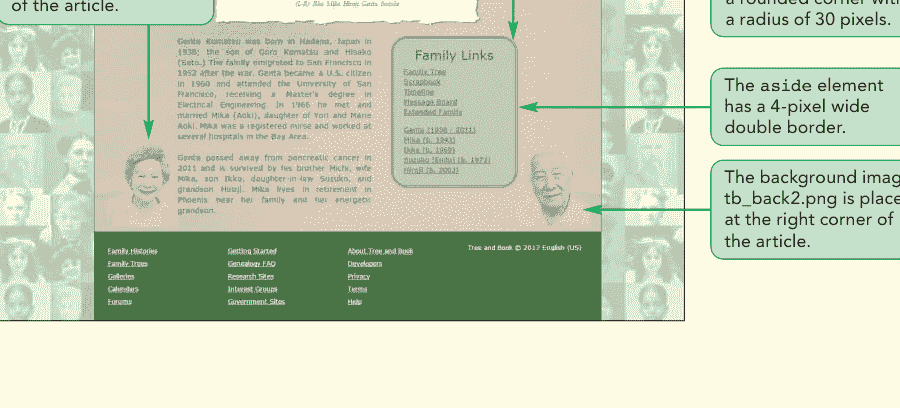 of the article.
a rounded corner with
a radius of 30 pixels.
Genta Komatsu was born in Hadano, Japan in
1938; the son of Goro Komatsu and Hisako
(Sato.) The family emigrated to San Francisco in
1952 after the war. Genta became a U.S. citizen
in 1960 and attended the University of San
Francisco, receiving a Master's degree in
Electrical Engineering. In 1966 he met and
married Mika (Aoki), daughter of Yori and Marie
Aoki. Mika was a registered nurse and worked at
several hospitals in the Bay Area.
Genta passed away from pancreatic cancer in
2011 and is survived by his brother Michi, wife
Mika, son Ikko, daughter-in-law Suzuko, and
grandson Hiroji. Mika lives in retirement in
Phoenix near her family and her energetic
grandson.
Family Links
Family Tree
Scrapbook
Timeline
Message Board
Extended Family
Genta (1938 - 2011)
Mika (b. 1943)
Ikko (b. 1969)
The aside element
has a 4-pixel wide
double border.
The background imag
tb_back2.png is place
at the right corner of
the article.
Family Histories
Family Trees
Galleries
Calendars
Forums
Getting Started
Genealogy FAQ
Research Sites
Interest Groups
Government Sites
About Tree and Book
Developers
Privacy
Terms
Help
Tree and Book © 2017 English (US)